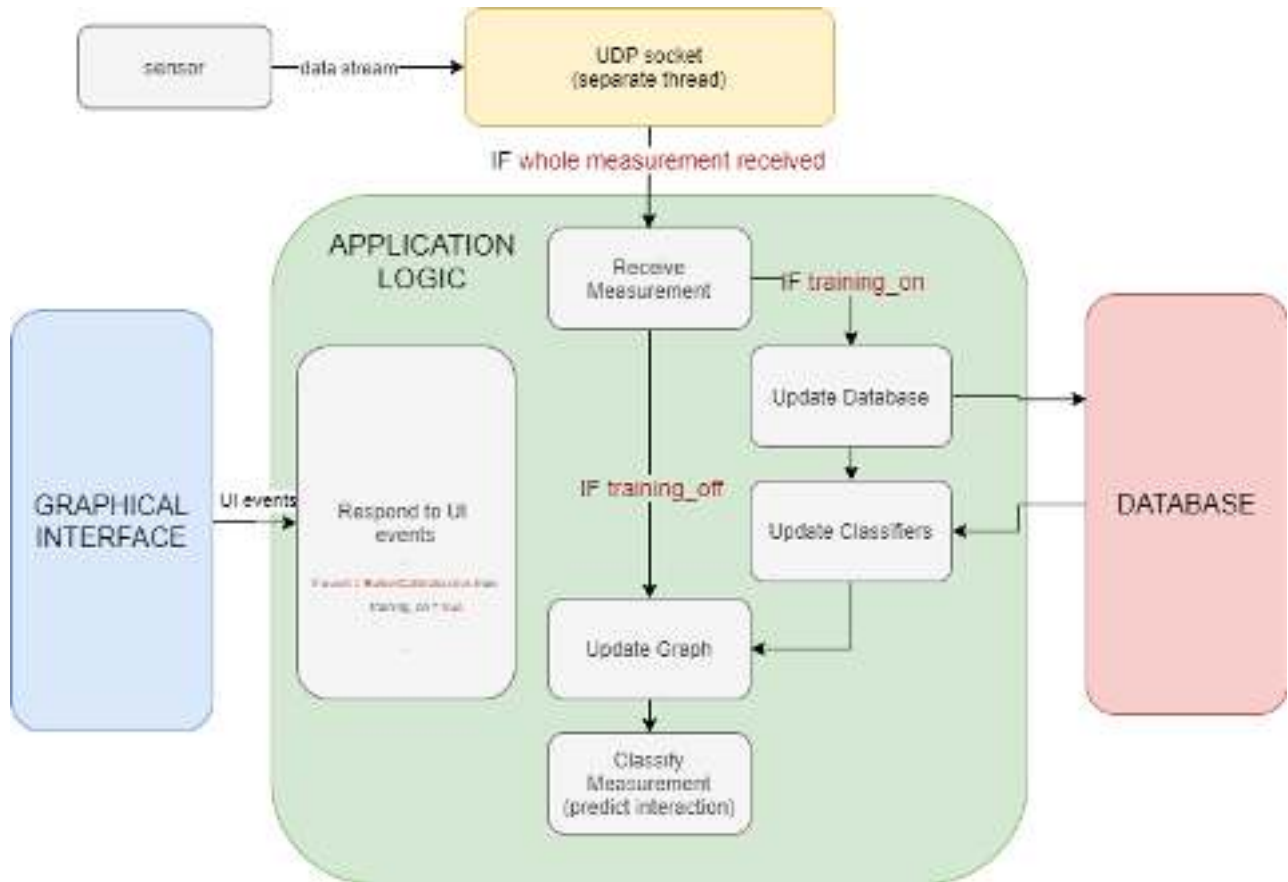 sensor
data stream
UDP socket
(separate thread)
IF whole measurement received
APPLICATION
LOGIC
Receive
Measurement
IF training_on
Update Database
GRAPHICAL
INTERFACE
UI events
Respond to UI
events
training_on = true
...
IF training_off
Update Classifiers
DATABASE
Update Graph
Classify
Measurement
(predict interaction)